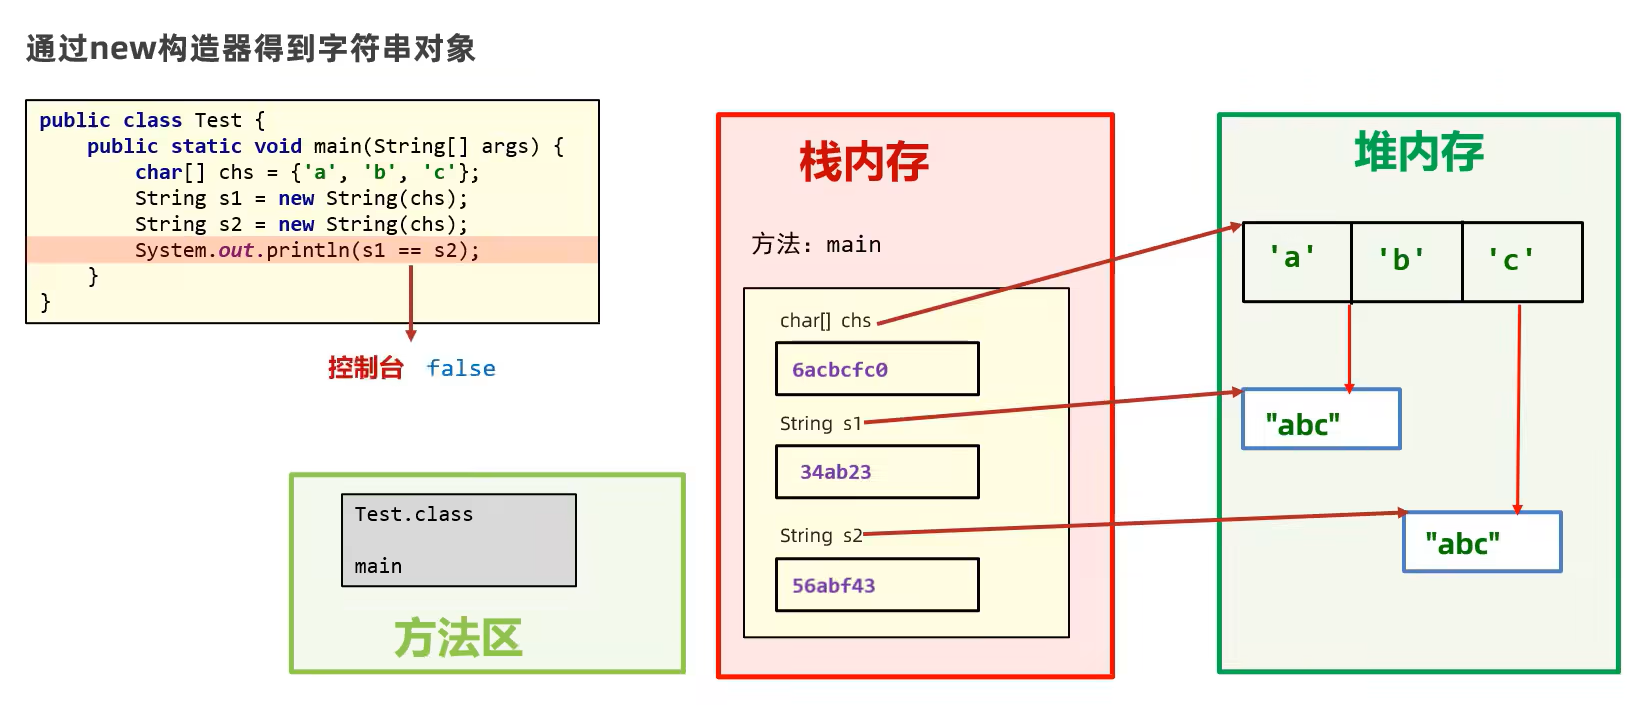 通过new构造器得到字符串对象
public class Test {
public static void main(String[] args) {
char[] chs = {'a', 'b', 'c'};
String s1 = new String(chs);
String s2 = new String(chs);
System.out.println(s1 == s2);
}
}
控制台 false
Test.class
main
方法区
栈内存
方法：main
char[] chs
6acbcfc0
String s1
34ab23
String s2
56abf43
堆内存
'a' 'b' 'c'
"abc"
"abc"